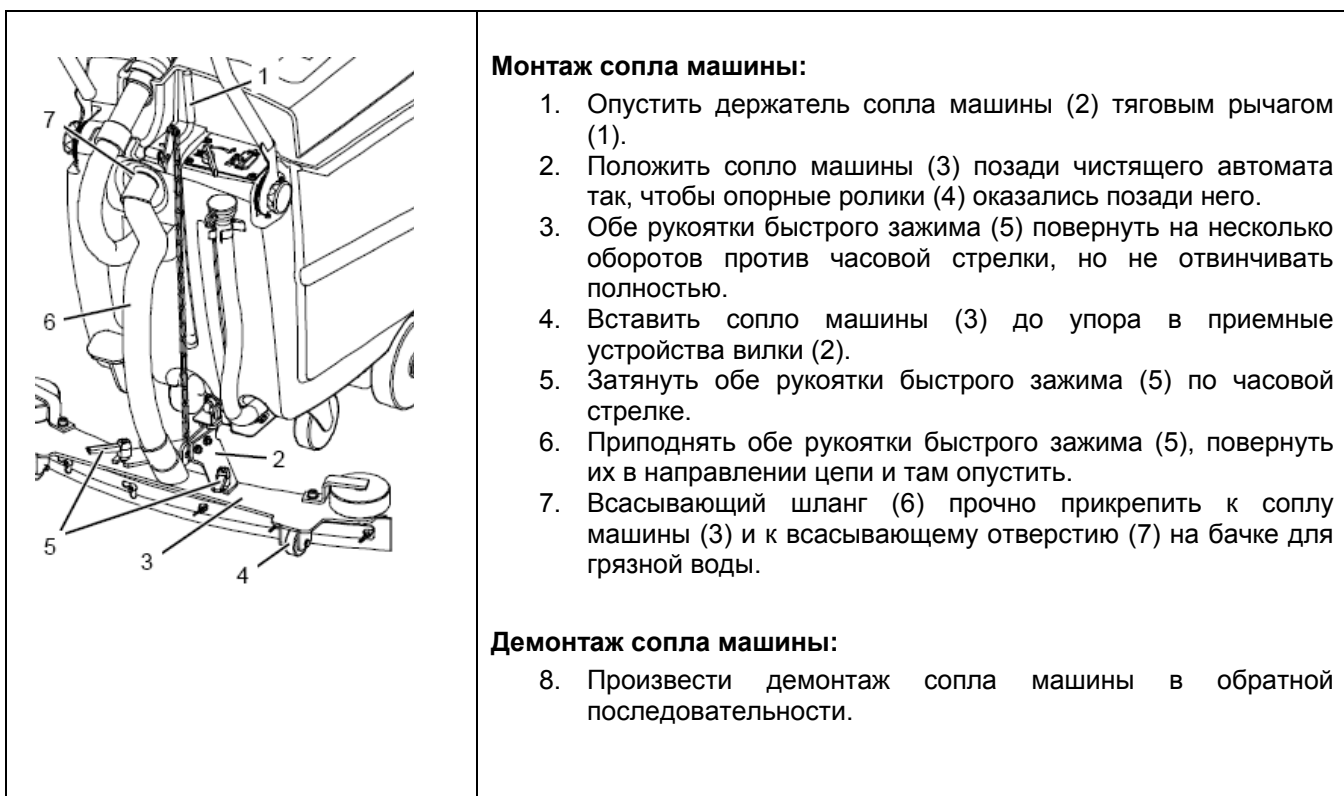 1
7
6
2
5
3
4
Монтаж сопла машины:
1. Опустить держатель сопла машины (2) тяговым рычагом
(1).
2. Положить сопло машины (3) позади чистящего автомата
так, чтобы опорные ролики (4) оказались позади него.
3. Обе рукоятки быстрого зажима (5) повернуть на несколько
оборотов против часовой стрелки, но не отвинчивать
полностью.
4. Вставить сопло машины (3) до упора в приемные
устройства вилки (2).
5. Затянуть обе рукоятки быстрого зажима (5) по часовой
стрелке.
6. Приподнять обе рукоятки быстрого зажима (5), повернуть
их в направлении цепи и там опустить.
7. Всасывающий шланг (6) прочно прикрепить к соплу
машины (3) и к всасывающему отверстию (7) на бачке для
грязной воды.
Демонтаж сопла машины:
8. Произвести демонтаж сопла машины в обратной
последовательности.